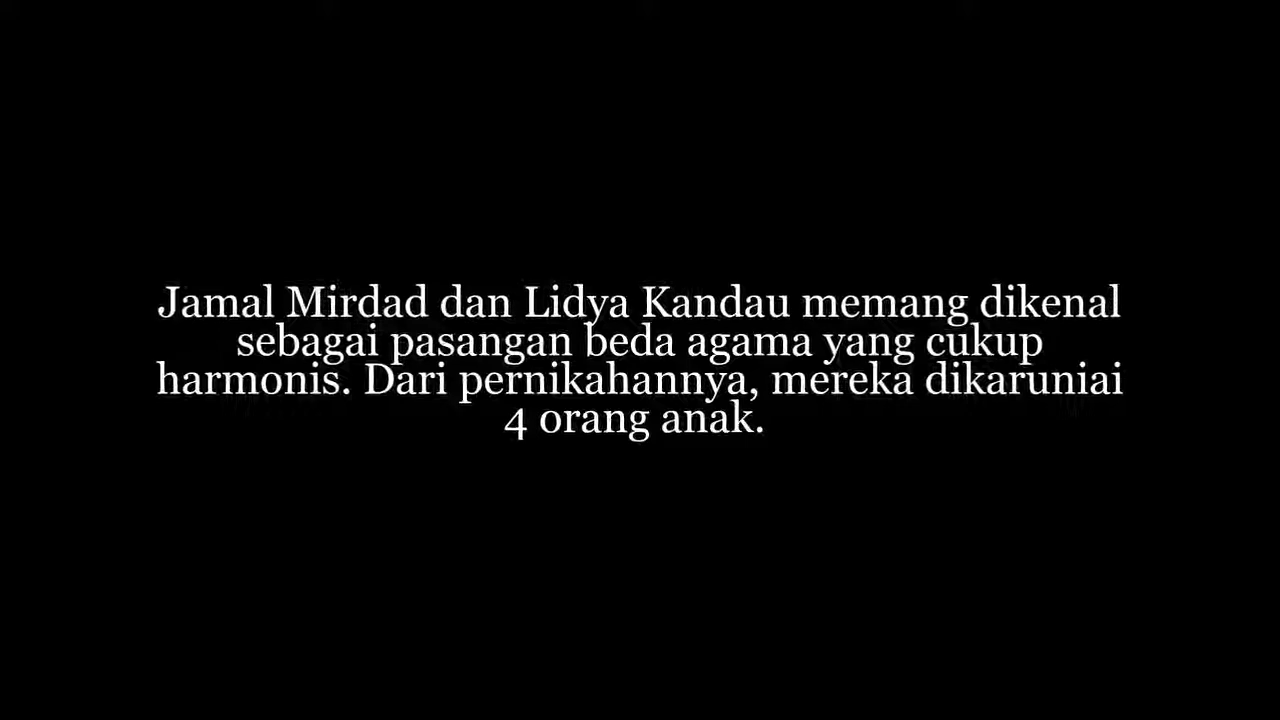 Jamal Mirdad dan Lidya Kandau memang dikenal
sebagai pasangan beda agama yang cukup
harmonis. Dari pernikahannya, mereka dikaruniai
4 orang anak.